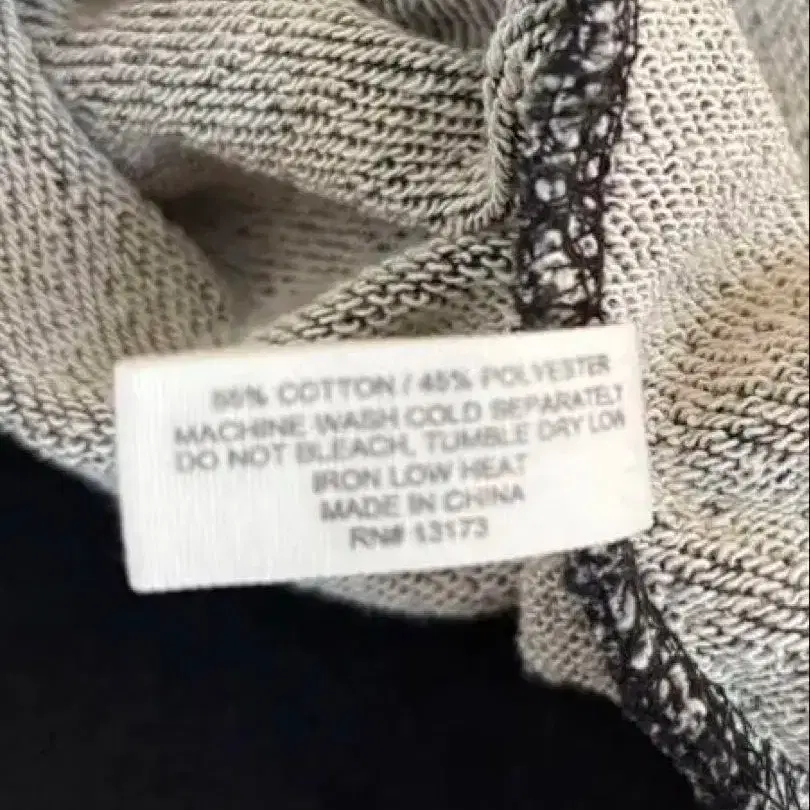 55% COTTON / 45% POLYESTER
MACHINE WASH COLD SEPARATELY
DO NOT BLEACH, TUMBLE DRY LOW
IRON LOW HEAT
MADE IN CHINA
RN# 13173